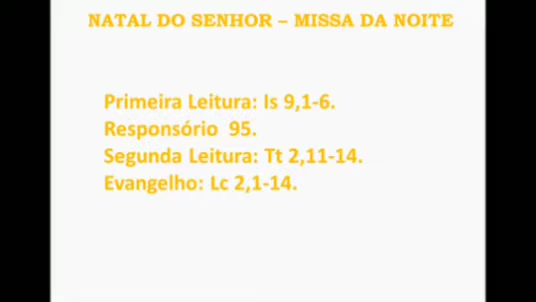 NATAL DO SENHOR – MISSA DA NOITE
Primeira Leitura: Is 9,1-6.
Responsório 95.
Segunda Leitura: Tt 2,11-14.
Evangelho: Lc 2,1-14.